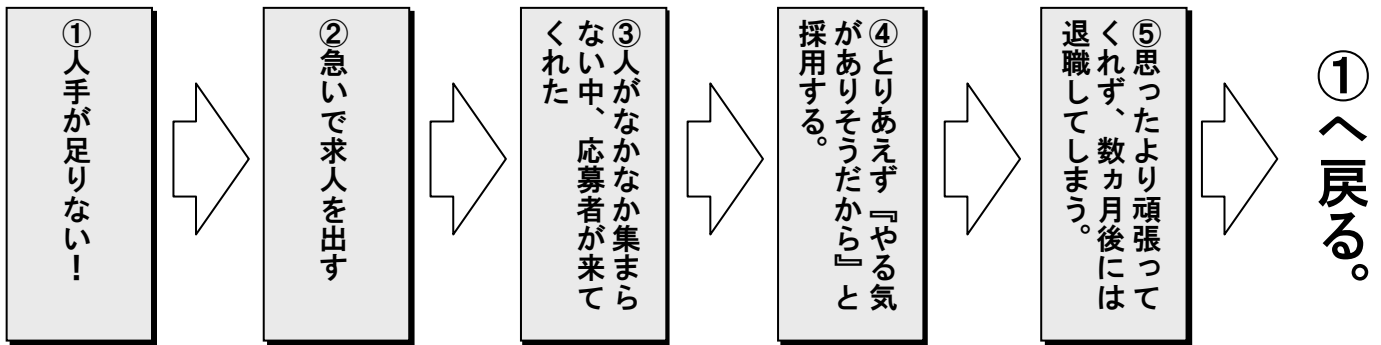 ①人手が足りない！
②急いで求人を出す
③人がなかなか集まら
ない中、応募者が来て
くれた
④とりあえず『やる気
がありそうだから』と
採用する。
⑤思ったより頑張って
くれず、数ヵ月後には
退職してしまう。
①へ戻る。